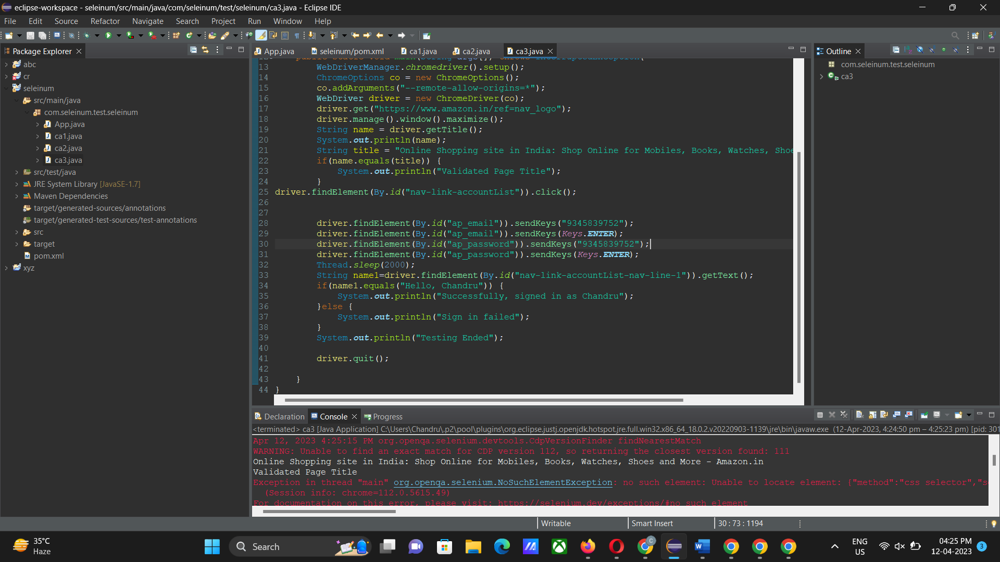 eclipse-workspace - seleinum/src/main/java/com/seleinum/test/seleinum/ca3.java - Eclipse IDE
File Edit Source Refactor Navigate Search Project Run Window Help
Package Explorer
abc
cr
seleinum
src/main/java
com.seleinum.test.seleinum
App.java
ca1.java
ca2.java
ca3.java
src/test/java
JRE System Library [JavaSE-1.7]
Maven Dependencies
target/generated-sources/annotations
target/generated-test-sources/test-annotations
src
target
pom.xml
xyz
App.java seleinum/pom.xml ca1.java ca2.java ca3.java
12 public static void main(String args[]) throws InterruptedException{
13 WebDriverManager.chromedriver().setup();
14 ChromeOptions co = new ChromeOptions();
15 co.addArguments("--remote-allow-origins=*");
16 WebDriver driver = new ChromeDriver(co);
17 driver.get("https://www.amazon.in/ref=nav_logo");
18 driver.manage().window().maximize();
19 String name = driver.getTitle();
20 System.out.println(name);
21 String title = "Online Shopping site in India: Shop Online for Mobiles, Books, Watches, Shoe
22 if(name.equals(title)) {
23 System.out.println("Validated Page Title");
24 }
25 driver.findElement(By.id("nav-link-accountList")).click();
26
27
28 driver.findElement(By.id("ap_email")).sendKeys("9345839752");
29 driver.findElement(By.id("ap_email")).sendKeys(Keys.ENTER);
30 driver.findElement(By.id("ap_password")).sendKeys("9345839752");
31 driver.findElement(By.id("ap_password")).sendKeys(Keys.ENTER);
32 Thread.sleep(2000);
33 String name1=driver.findElement(By.id("nav-link-accountList-nav-line-1")).getText();
34 if(name1.equals("Hello, Chandru")) {
35 System.out.println("Successfully, signed in as Chandru");
36 }else {
37 System.out.println("Sign in failed");
38 }
39 System.out.println("Testing Ended");
40
41 driver.quit();
42
43 }
44 }
Outline
com.seleinum.test.seleinum
ca3
Declaration Console Progress
<terminated> ca3 [Java Application] C:\Users\Chandru\.p2\pool\plugins\org.eclipse.justj.openjdk.hotspot.jre.full.win32.x86_64_18.0.2.v20220903-1139\jre\bin\javaw.exe (12-Apr-2023, 4:24:50 pm – 4:25:23 pm) [pid: 301
Apr 12, 2023 4:25:15 PM org.openqa.selenium.devtools.CdpVersionFinder findNearestMatch
WARNING: Unable to find an exact match for CDP version 112, so returning the closest version found: 111
Online Shopping site in India: Shop Online for Mobiles, Books, Watches, Shoes and More - Amazon.in
Validated Page Title
Exception in thread "main" org.openqa.selenium.NoSuchElementException: no such element: Unable to locate element: {"method":"css selector","s
(Session info: chrome=112.0.5615.49)
For documentation on this error, please visit: https://selenium.dev/exceptions/#no_such_element
Writable Smart Insert 30 : 73 : 1194
35°C
Haze
Search
ENG
US
04:25 PM
12-04-2023
3